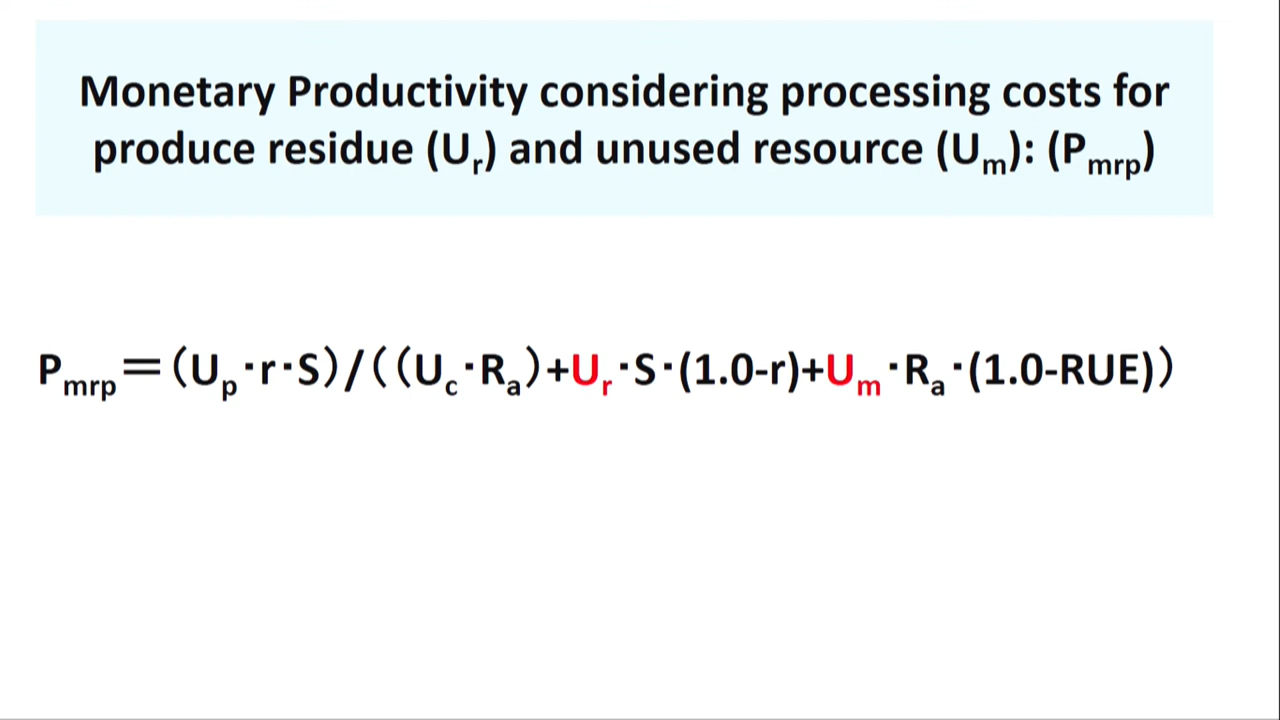 Monetary Productivity considering processing costs for
produce residue (Ur) and unused resource (Um): (Pmrp)
Pmrp＝（Up･r･S）/（（Uc･Ra）+Ur･S･(1.0-r)+Um･Ra･(1.0-RUE)）